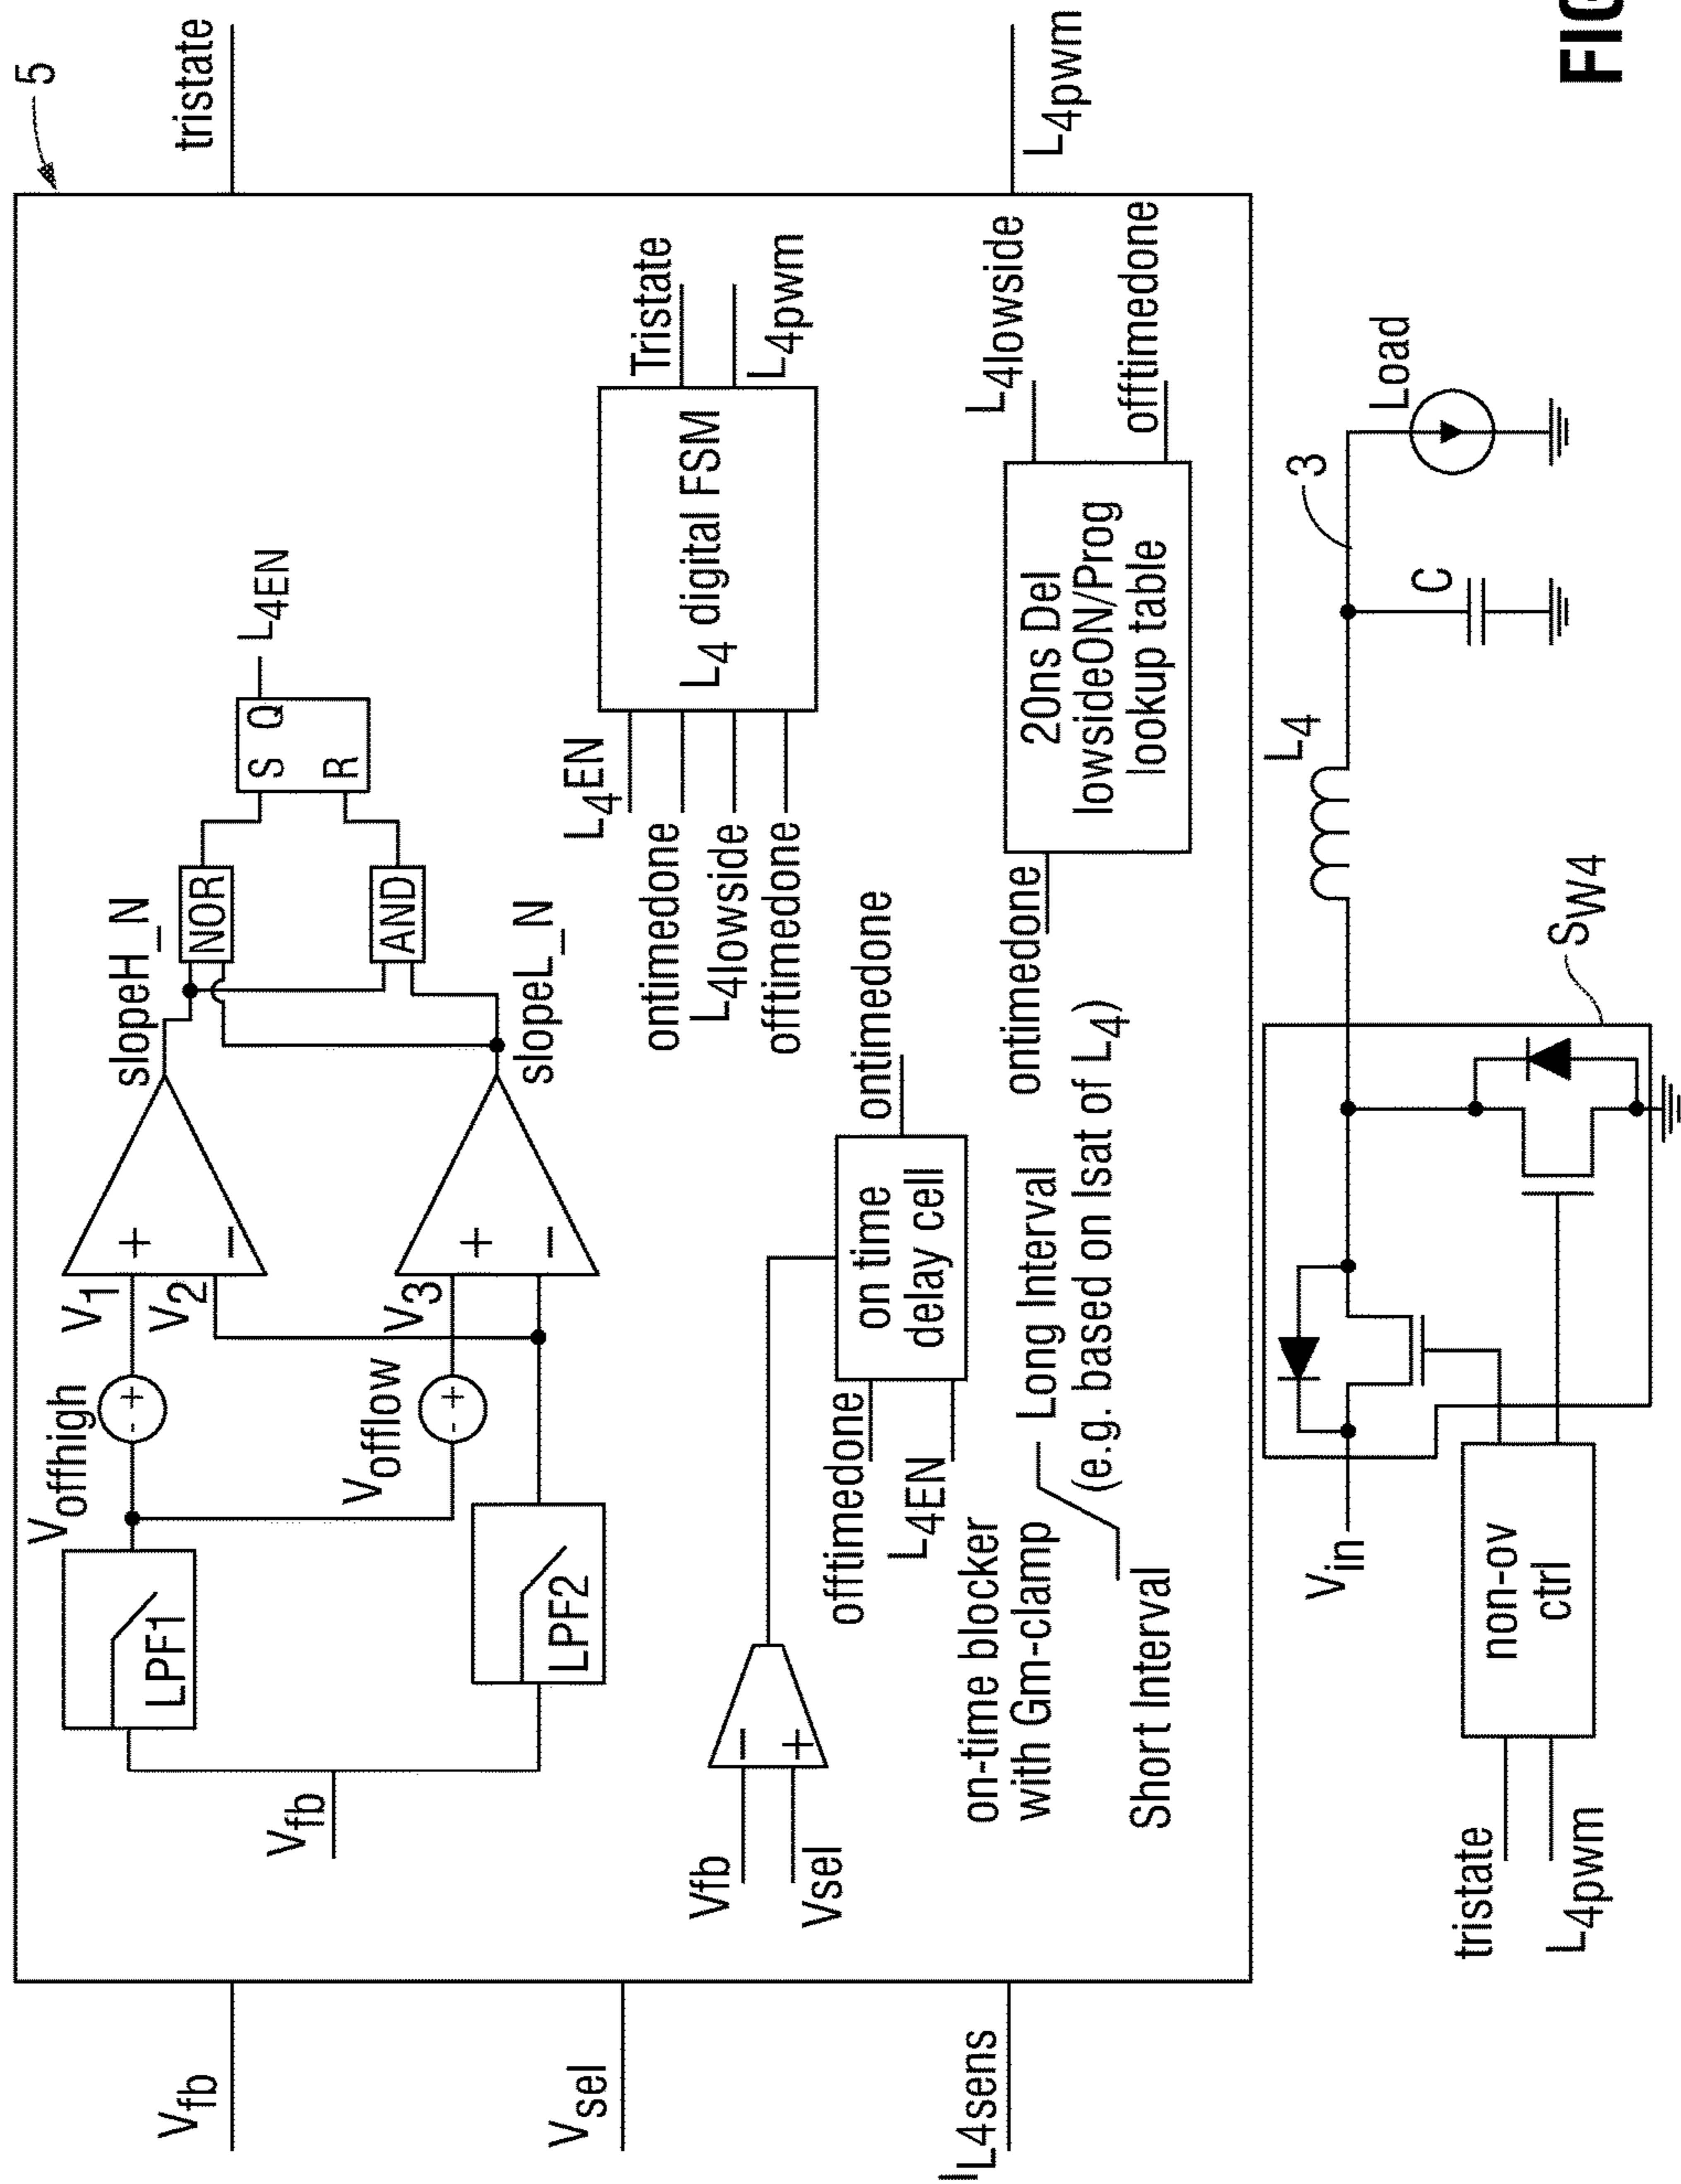 5
Vfb
Vsel
IL4sens
tristate
L4pwm
Vfb
LPF1
LPF2
Voffhigh
- +
Vofflow
- +
V1
V2
V3
+
−
+
−
slopeH_N
slopeL_N
NOR
AND
S Q
R
L4EN
Vfb
Vsel
−
+
offtimedone
L4EN
on time
delay cell
ontimedone
on-time blocker
with Gm-clamp
Long Interval
(e.g. based on Isat of L4)
Short Interval
L4EN
ontimedone
L4lowside
offtimedone
L4 digital FSM
Tristate
L4pwm
ontimedone
20ns Del
lowsideON/Prog
lookup table
L4lowside
offtimedone
tristate
L4pwm
non-ov
ctrl
Vin
SW4
L4
C
3
Load